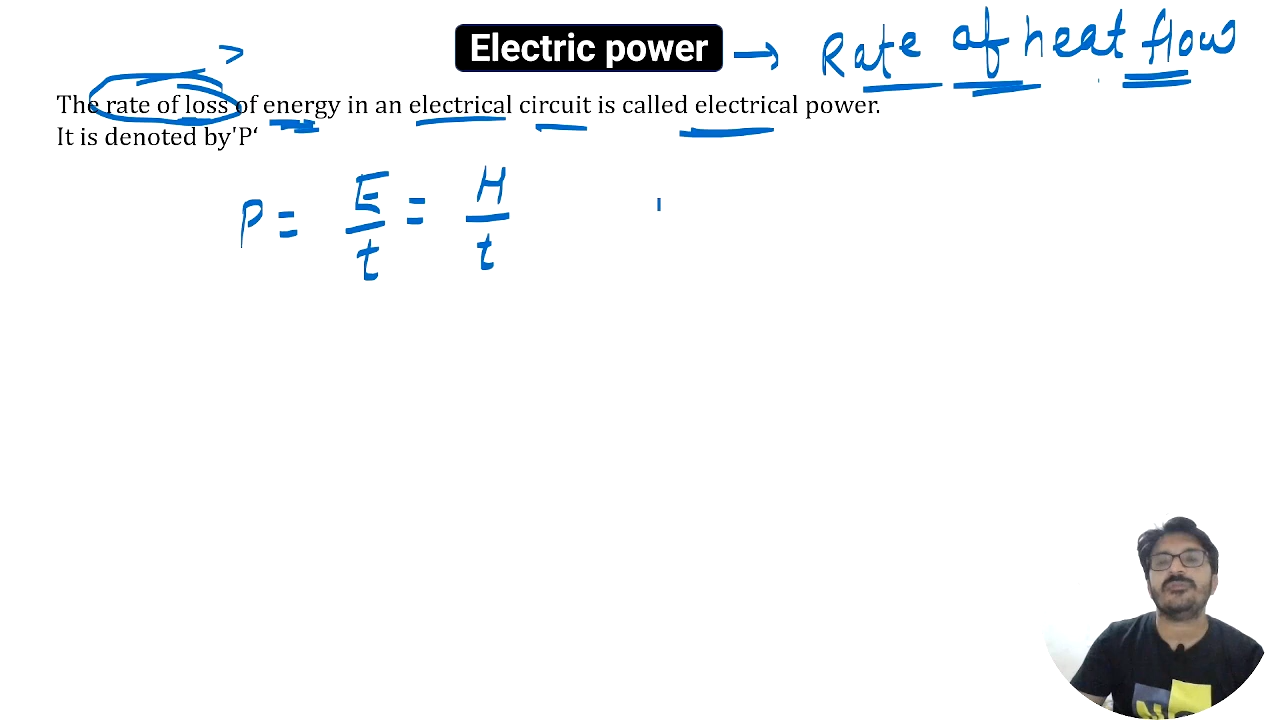 Electric power → Rate of heat flow
The rate of loss of energy in an electrical circuit is called electrical power.
It is denoted by'P‘
P = E/t = H/t